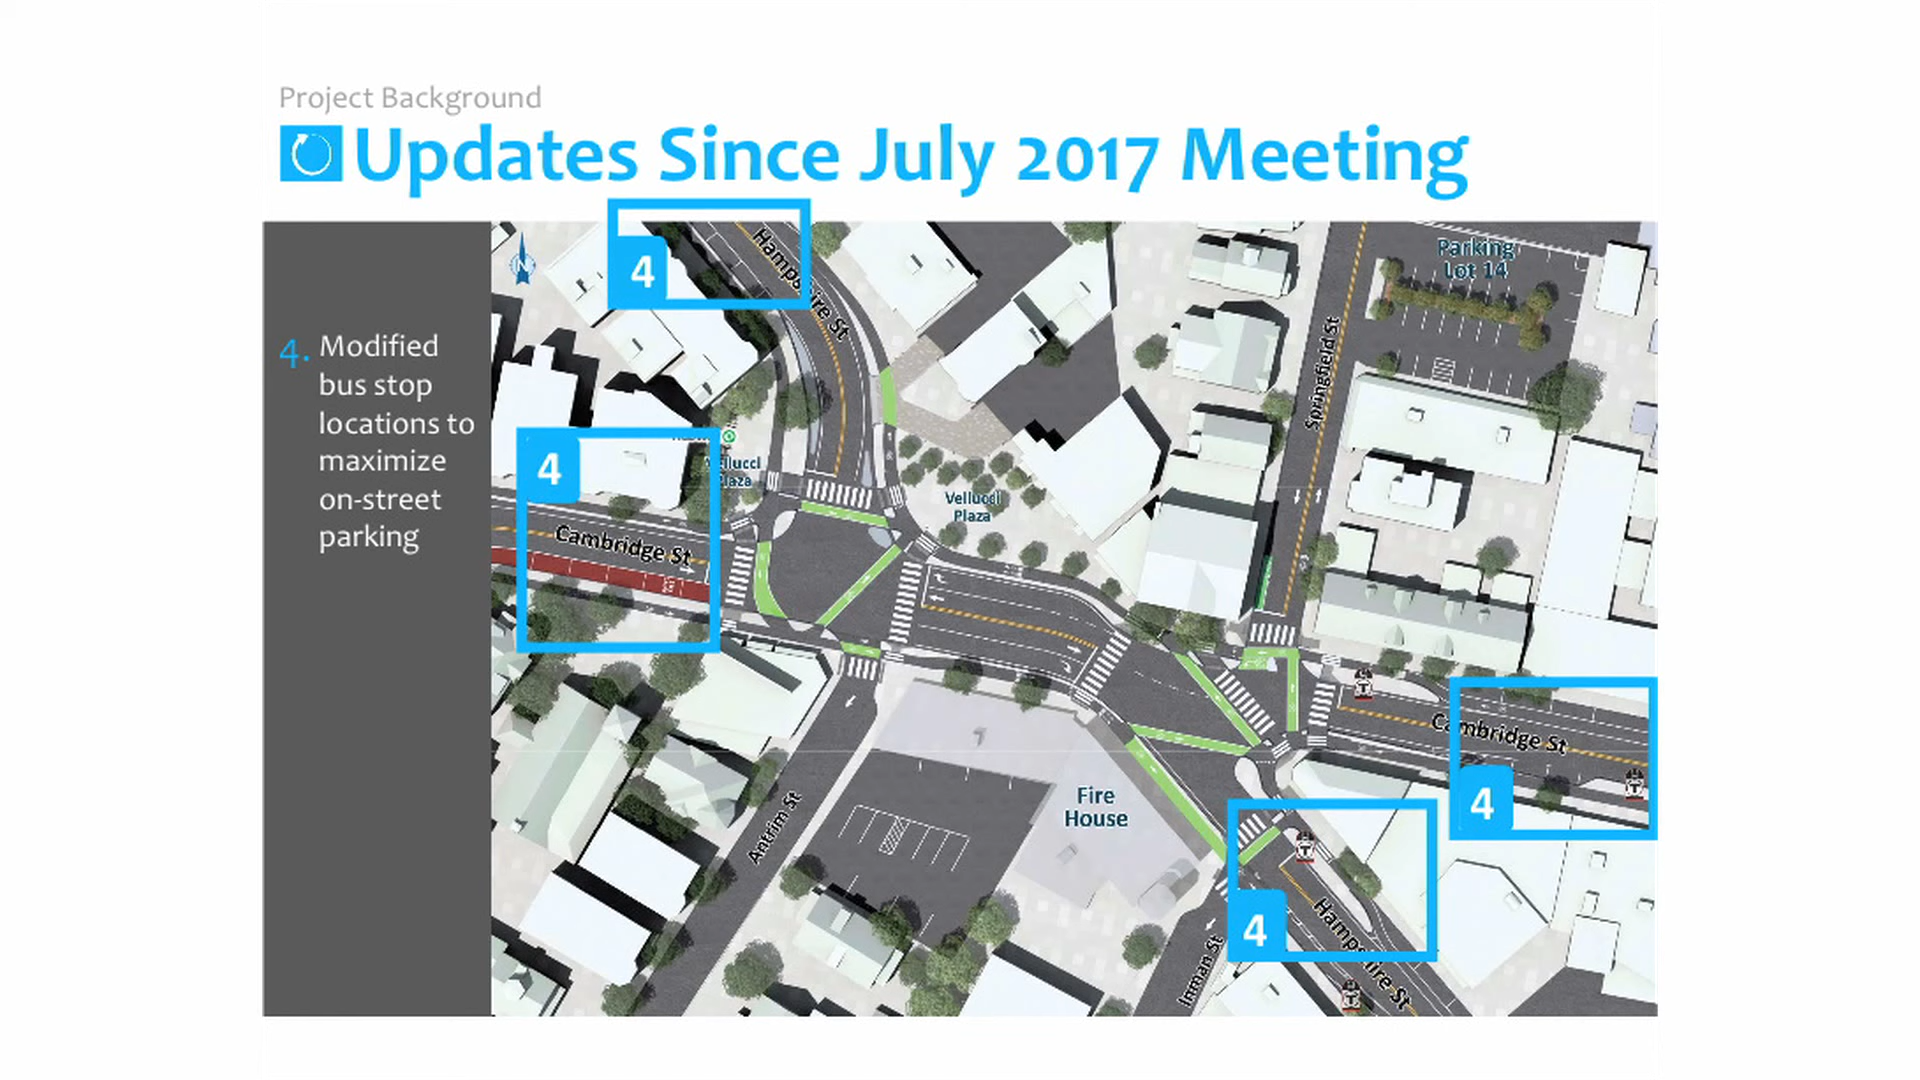 Project Background
Updates Since July 2017 Meeting
4. Modified
bus stop
locations to
maximize
on-street
parking
N
4
Hampshire St
Parking
Lot 14
Springfield St
4
Vellucci
Plaza
Vellucci
Plaza
Cambridge St
T
Cambridge St
T
4
Fire
House
Antrim St
T
4
Hampshire St
Inman St
T